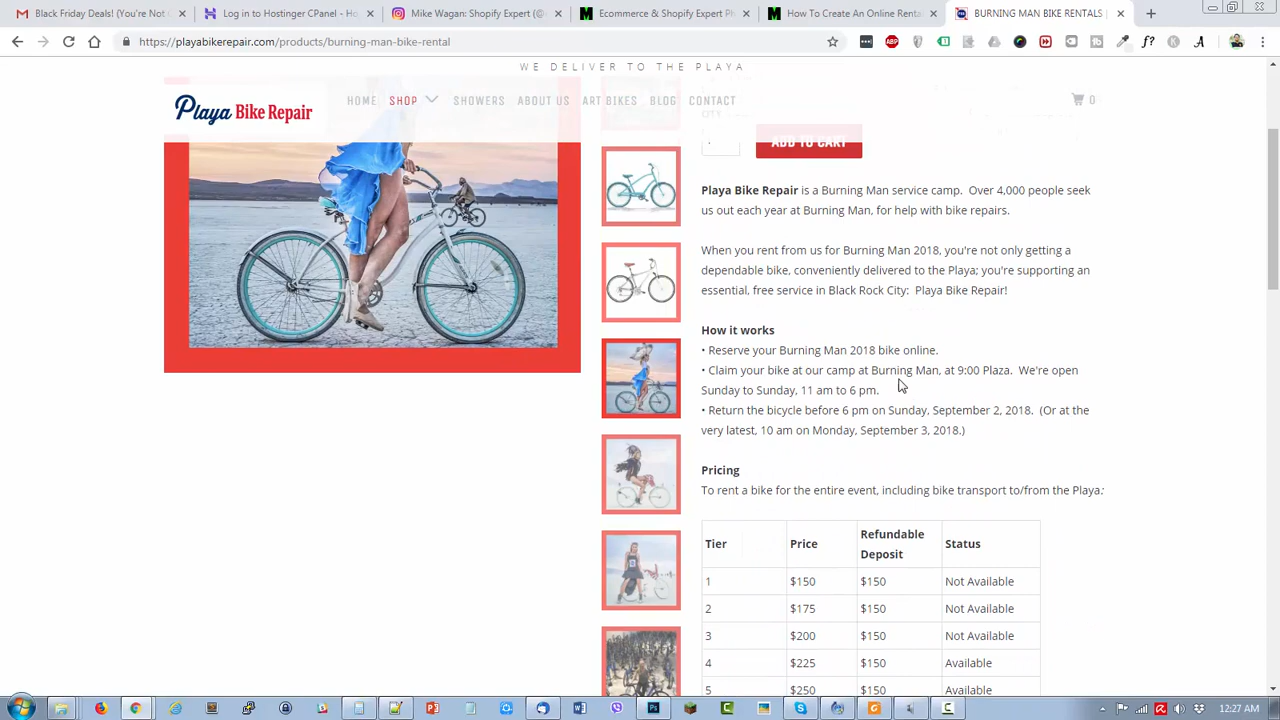 Black Friday Deals! (You're Not
Log in to Hostinger CPanel - Ho
Mike Wagan: Shopify Expert (@
Ecommerce & Shopify Expert
How To Create An Online Renta
BURNING MAN BIKE RENTALS
https://playabikerepair.com/products/burning-man-bike-rental
WE DELIVER TO THE PLAYA
Playa Bike Repair
HOME SHOP SHOWERS ABOUT US ART BIKES BLOG CONTACT
0
ADD TO CART
Playa Bike Repair is a Burning Man service camp. Over 4,000 people seek
us out each year at Burning Man, for help with bike repairs.
When you rent from us for Burning Man 2018, you're not only getting a
dependable bike, conveniently delivered to the Playa; you're supporting an
essential, free service in Black Rock City: Playa Bike Repair!
How it works
• Reserve your Burning Man 2018 bike online.
• Claim your bike at our camp at Burning Man, at 9:00 Plaza. We're open
Sunday to Sunday, 11 am to 6 pm.
• Return the bicycle before 6 pm on Sunday, September 2, 2018. (Or at the
very latest, 10 am on Monday, September 3, 2018.)
Pricing
To rent a bike for the entire event, including bike transport to/from the Playa:
Tier Price Refundable Deposit Status
1 $150 $150 Not Available
2 $175 $150 Not Available
3 $200 $150 Not Available
4 $225 $150 Available
5 $250 $150 Available
12:27 AM